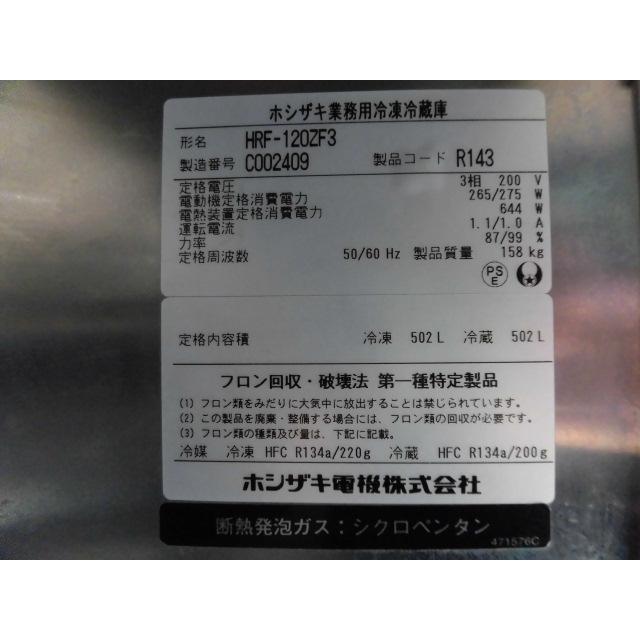 ホシザキ業務用冷凍冷蔵庫
形名 HRF-120ZF3
製造番号 C002409 製品コード R143
定格電圧 3相 200 V
電動機定格消費電力 265/275 W
電熱装置定格消費電力 644 W
運転電流 1.1/1.0 A
力率 87/99 %
定格周波数 50/60 Hz 製品質量 158 kg
PS E
定格内容積 冷凍 502 L 冷蔵 502 L
フロン回収・破壊法 第一種特定製品
(1) フロン類をみだりに大気中に放出することは禁じられています。
(2) この製品を廃棄・整備する場合には、フロン類の回収が必要です。
(3) フロン類の種類及び量は、下記に記載。
冷媒 冷凍 HFC R134a/220g 冷蔵 HFC R134a/200g
ホシザキ電機株式会社
断熱発泡ガス：シクロペンタン
471576C